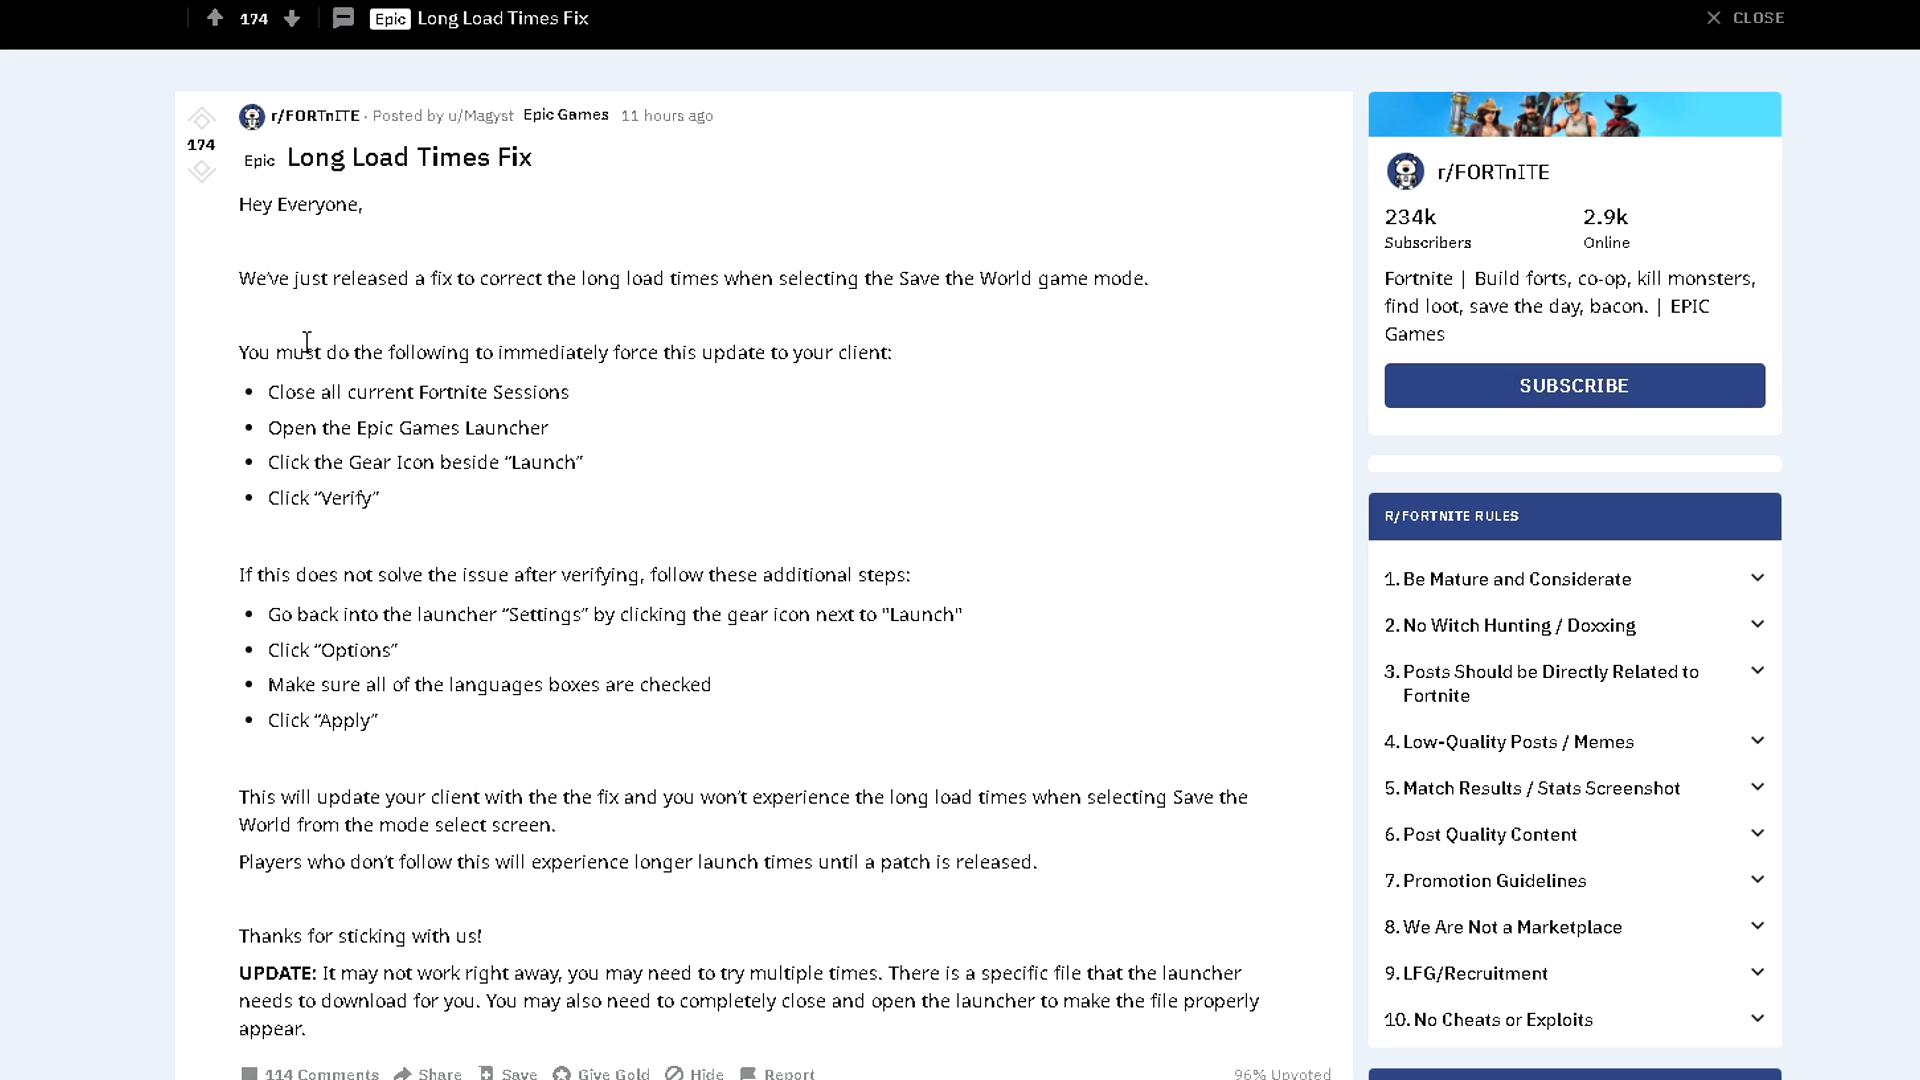 174 Epic Long Load Times Fix CLOSE
r/FORTnITE · Posted by u/Magyst Epic Games 11 hours ago
174
Epic Long Load Times Fix
Hey Everyone,
We've just released a fix to correct the long load times when selecting the Save the World game mode.
You must do the following to immediately force this update to your client:
• Close all current Fortnite Sessions
• Open the Epic Games Launcher
• Click the Gear Icon beside “Launch”
• Click “Verify”
If this does not solve the issue after verifying, follow these additional steps:
• Go back into the launcher “Settings” by clicking the gear icon next to "Launch"
• Click “Options”
• Make sure all of the languages boxes are checked
• Click “Apply”
This will update your client with the the fix and you won’t experience the long load times when selecting Save the
World from the mode select screen.
Players who don’t follow this will experience longer launch times until a patch is released.
Thanks for sticking with us!
UPDATE: It may not work right away, you may need to try multiple times. There is a specific file that the launcher
needs to download for you. You may also need to completely close and open the launcher to make the file properly
appear.
114 Comments Share Save Give Gold Hide Report 96% Upvoted
r/FORTnITE
234k 2.9k
Subscribers Online
Fortnite | Build forts, co-op, kill monsters,
find loot, save the day, bacon. | EPIC
Games
SUBSCRIBE
R/FORTNITE RULES
1. Be Mature and Considerate
2. No Witch Hunting / Doxxing
3. Posts Should be Directly Related to
Fortnite
4. Low-Quality Posts / Memes
5. Match Results / Stats Screenshot
6. Post Quality Content
7. Promotion Guidelines
8. We Are Not a Marketplace
9. LFG/Recruitment
10. No Cheats or Exploits